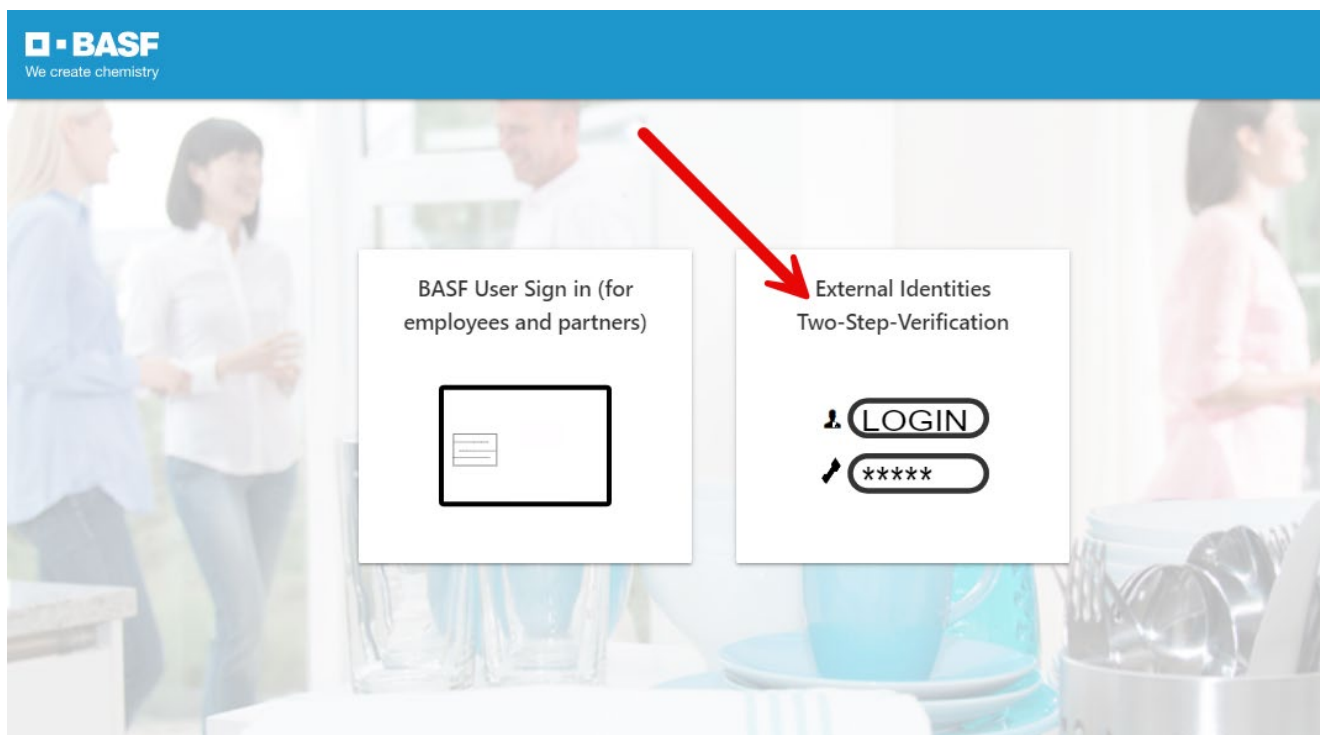 BASF
We create chemistry
BASF User Sign in (for
employees and partners)
External Identities
Two-Step-Verification
LOGIN
*****